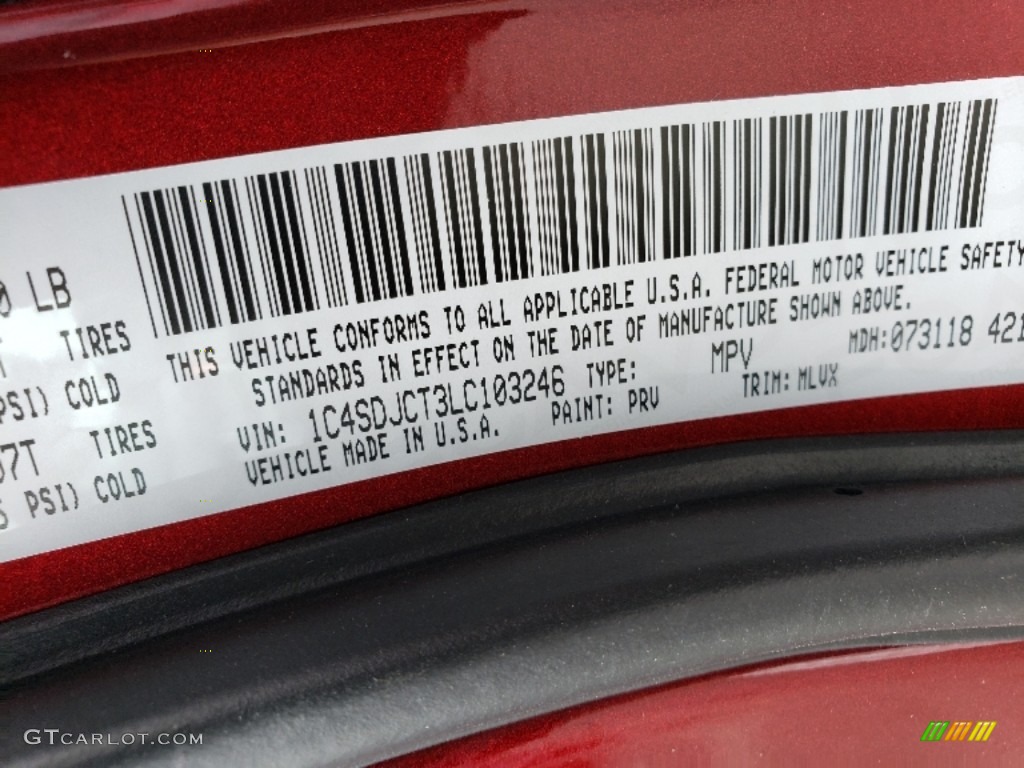 0 LB
TIRES
PSI) COLD
07T TIRES
PSI) COLD
THIS VEHICLE CONFORMS TO ALL APPLICABLE U.S.A. FEDERAL MOTOR VEHICLE SAFETY
STANDARDS IN EFFECT ON THE DATE OF MANUFACTURE SHOWN ABOVE.
VIN: 1C4SDJCT3LC103246 TYPE: MPV MDH:073118 421
VEHICLE MADE IN U.S.A. PAINT: PRV TRIM: MLVX
GTCARLOT.COM